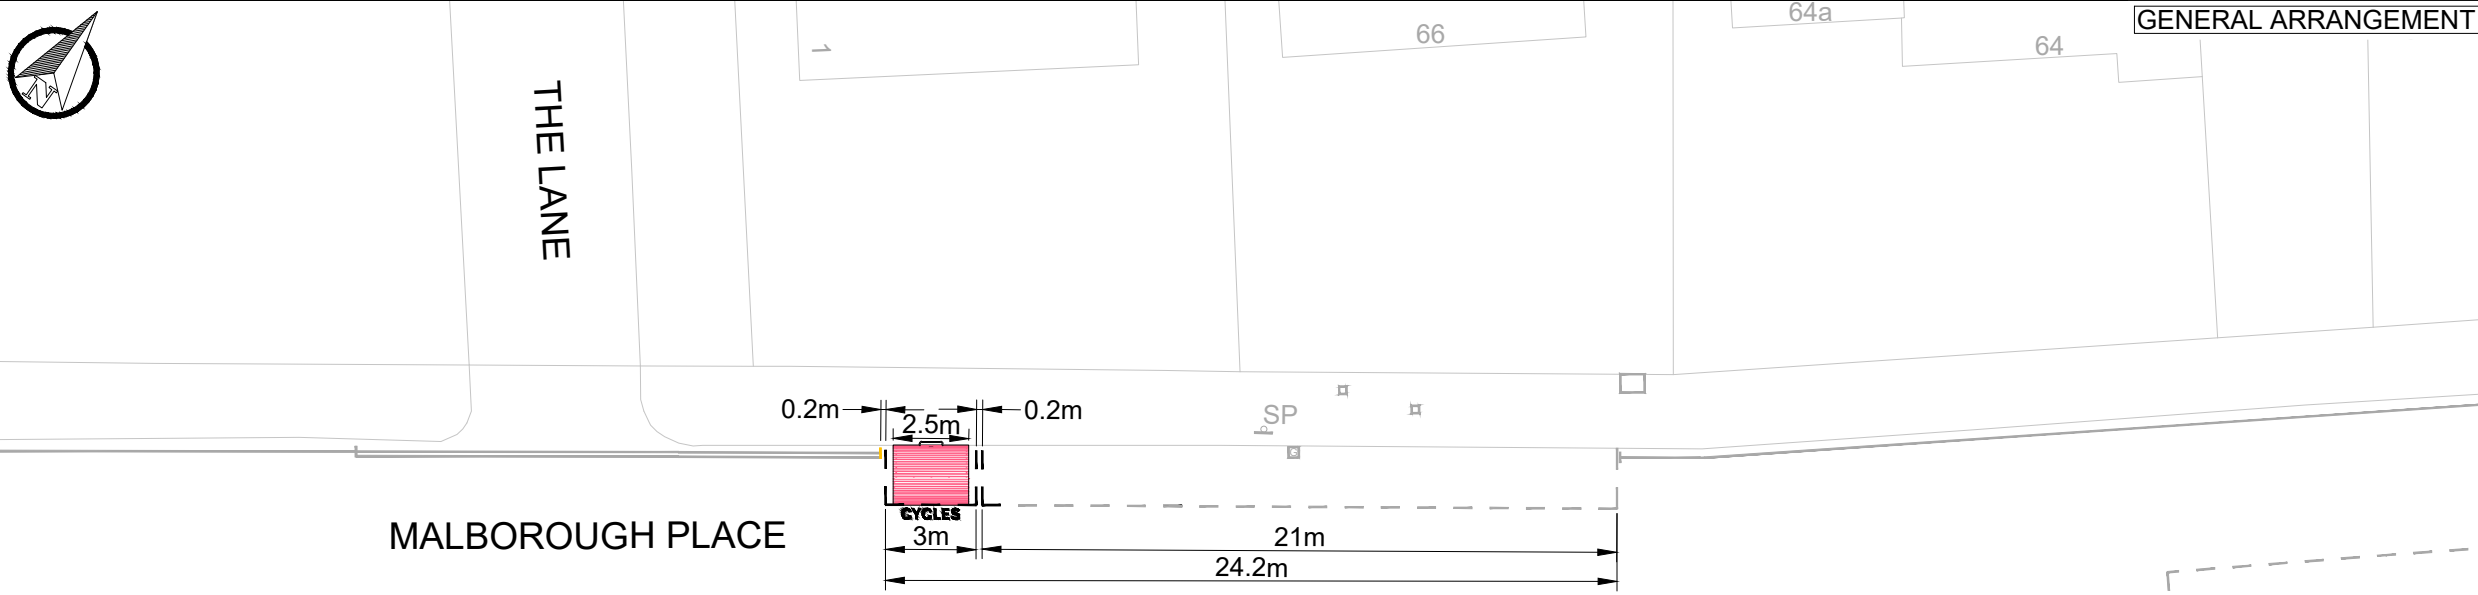 GENERAL ARRANGEMENT
N
1
66
64a
64
THE LANE
0.2m
2.5m
0.2m
SP
CYCLES
MALBOROUGH PLACE
3m
21m
24.2m